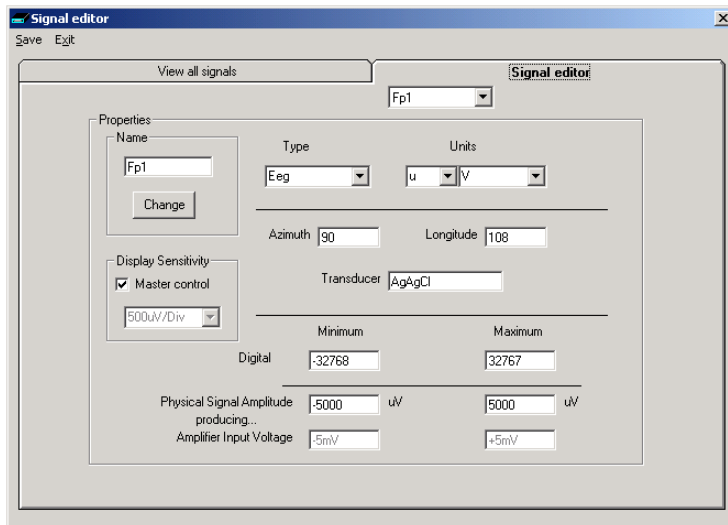 Signal editor
Save Exit
View all signals
Signal editor
Fp1
Properties
Name
Type
Units
Fp1
Eeg
u
V
Change
Azimuth 90
Longitude 108
Display Sensitivity
Master control
Transducer AgAgCl
500uV/Div
Minimum
Maximum
Digital
-32768
32767
Physical Signal Amplitude
-5000 uV
5000 uV
producing...
Amplifier Input Voltage
-5mV
+5mV